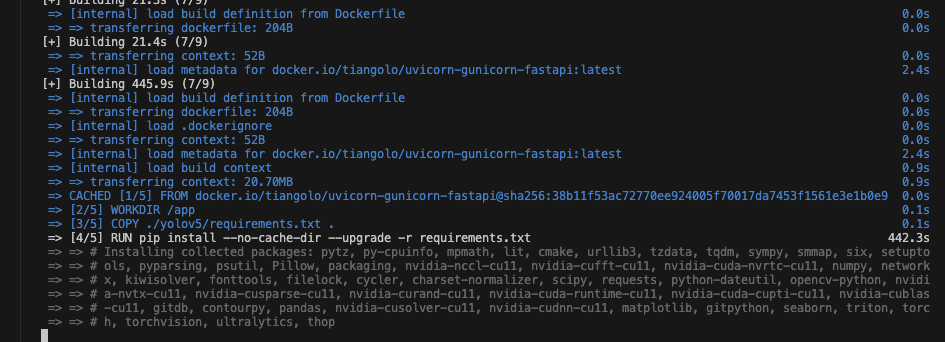 [+] Building 21.3s (7/9)
=> [internal] load build definition from Dockerfile 0.0s
=> => transferring dockerfile: 204B 0.0s
[+] Building 21.4s (7/9)
=> => transferring context: 52B 0.0s
=> [internal] load metadata for docker.io/tiangolo/uvicorn-gunicorn-fastapi:latest 2.4s
[+] Building 445.9s (7/9)
=> [internal] load build definition from Dockerfile 0.0s
=> => transferring dockerfile: 204B 0.0s
=> [internal] load .dockerignore 0.0s
=> => transferring context: 52B 0.0s
=> [internal] load metadata for docker.io/tiangolo/uvicorn-gunicorn-fastapi:latest 2.4s
=> [internal] load build context 0.9s
=> => transferring context: 20.70MB 0.9s
=> CACHED [1/5] FROM docker.io/tiangolo/uvicorn-gunicorn-fastapi@sha256:38b11f53ac72770ee924005f70017da7453f1561e3e1b0e9 0.0s
=> [2/5] WORKDIR /app 0.1s
=> [3/5] COPY ./yolov5/requirements.txt . 0.1s
=> [4/5] RUN pip install --no-cache-dir --upgrade -r requirements.txt 442.3s
=> => # Installing collected packages: pytz, py-cpuinfo, mpmath, lit, cmake, urllib3, tzdata, tqdm, sympy, smmap, six, setupto
=> => # ols, pyparsing, psutil, Pillow, packaging, nvidia-nccl-cu11, nvidia-cufft-cu11, nvidia-cuda-nvrtc-cu11, numpy, network
=> => # x, kiwisolver, fonttools, filelock, cycler, charset-normalizer, scipy, requests, python-dateutil, opencv-python, nvidi
=> => # a-nvtx-cu11, nvidia-cusparse-cu11, nvidia-curand-cu11, nvidia-cuda-runtime-cu11, nvidia-cuda-cupti-cu11, nvidia-cublas
=> => # -cu11, gitdb, contourpy, pandas, nvidia-cusolver-cu11, nvidia-cudnn-cu11, matplotlib, gitpython, seaborn, triton, torc
=> => # h, torchvision, ultralytics, thop